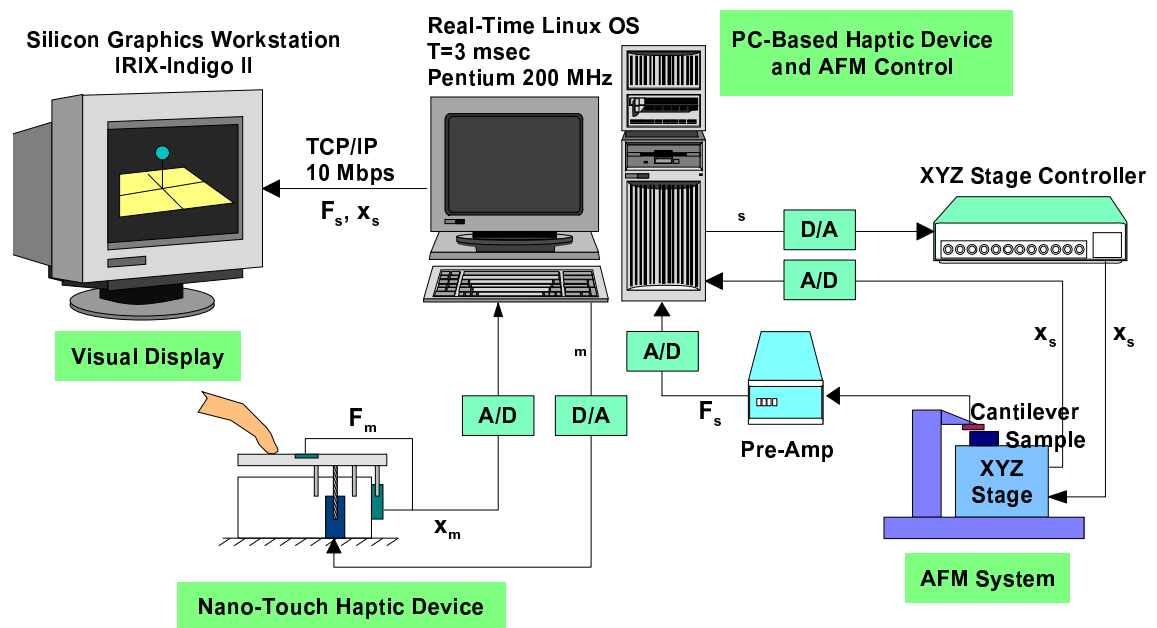 Silicon Graphics Workstation
IRIX-Indigo II
Real-Time Linux OS
T=3 msec
Pentium 200 MHz
PC-Based Haptic Device
and AFM Control
TCP/IP
10 Mbps
Fs, xs
XYZ Stage Controller
s
D/A
A/D
xs
xs
Visual Display
m
A/D
Fs
Pre-Amp
Cantilever
Sample
XYZ
Stage
A/D
D/A
Fm
xm
AFM System
Nano-Touch Haptic Device